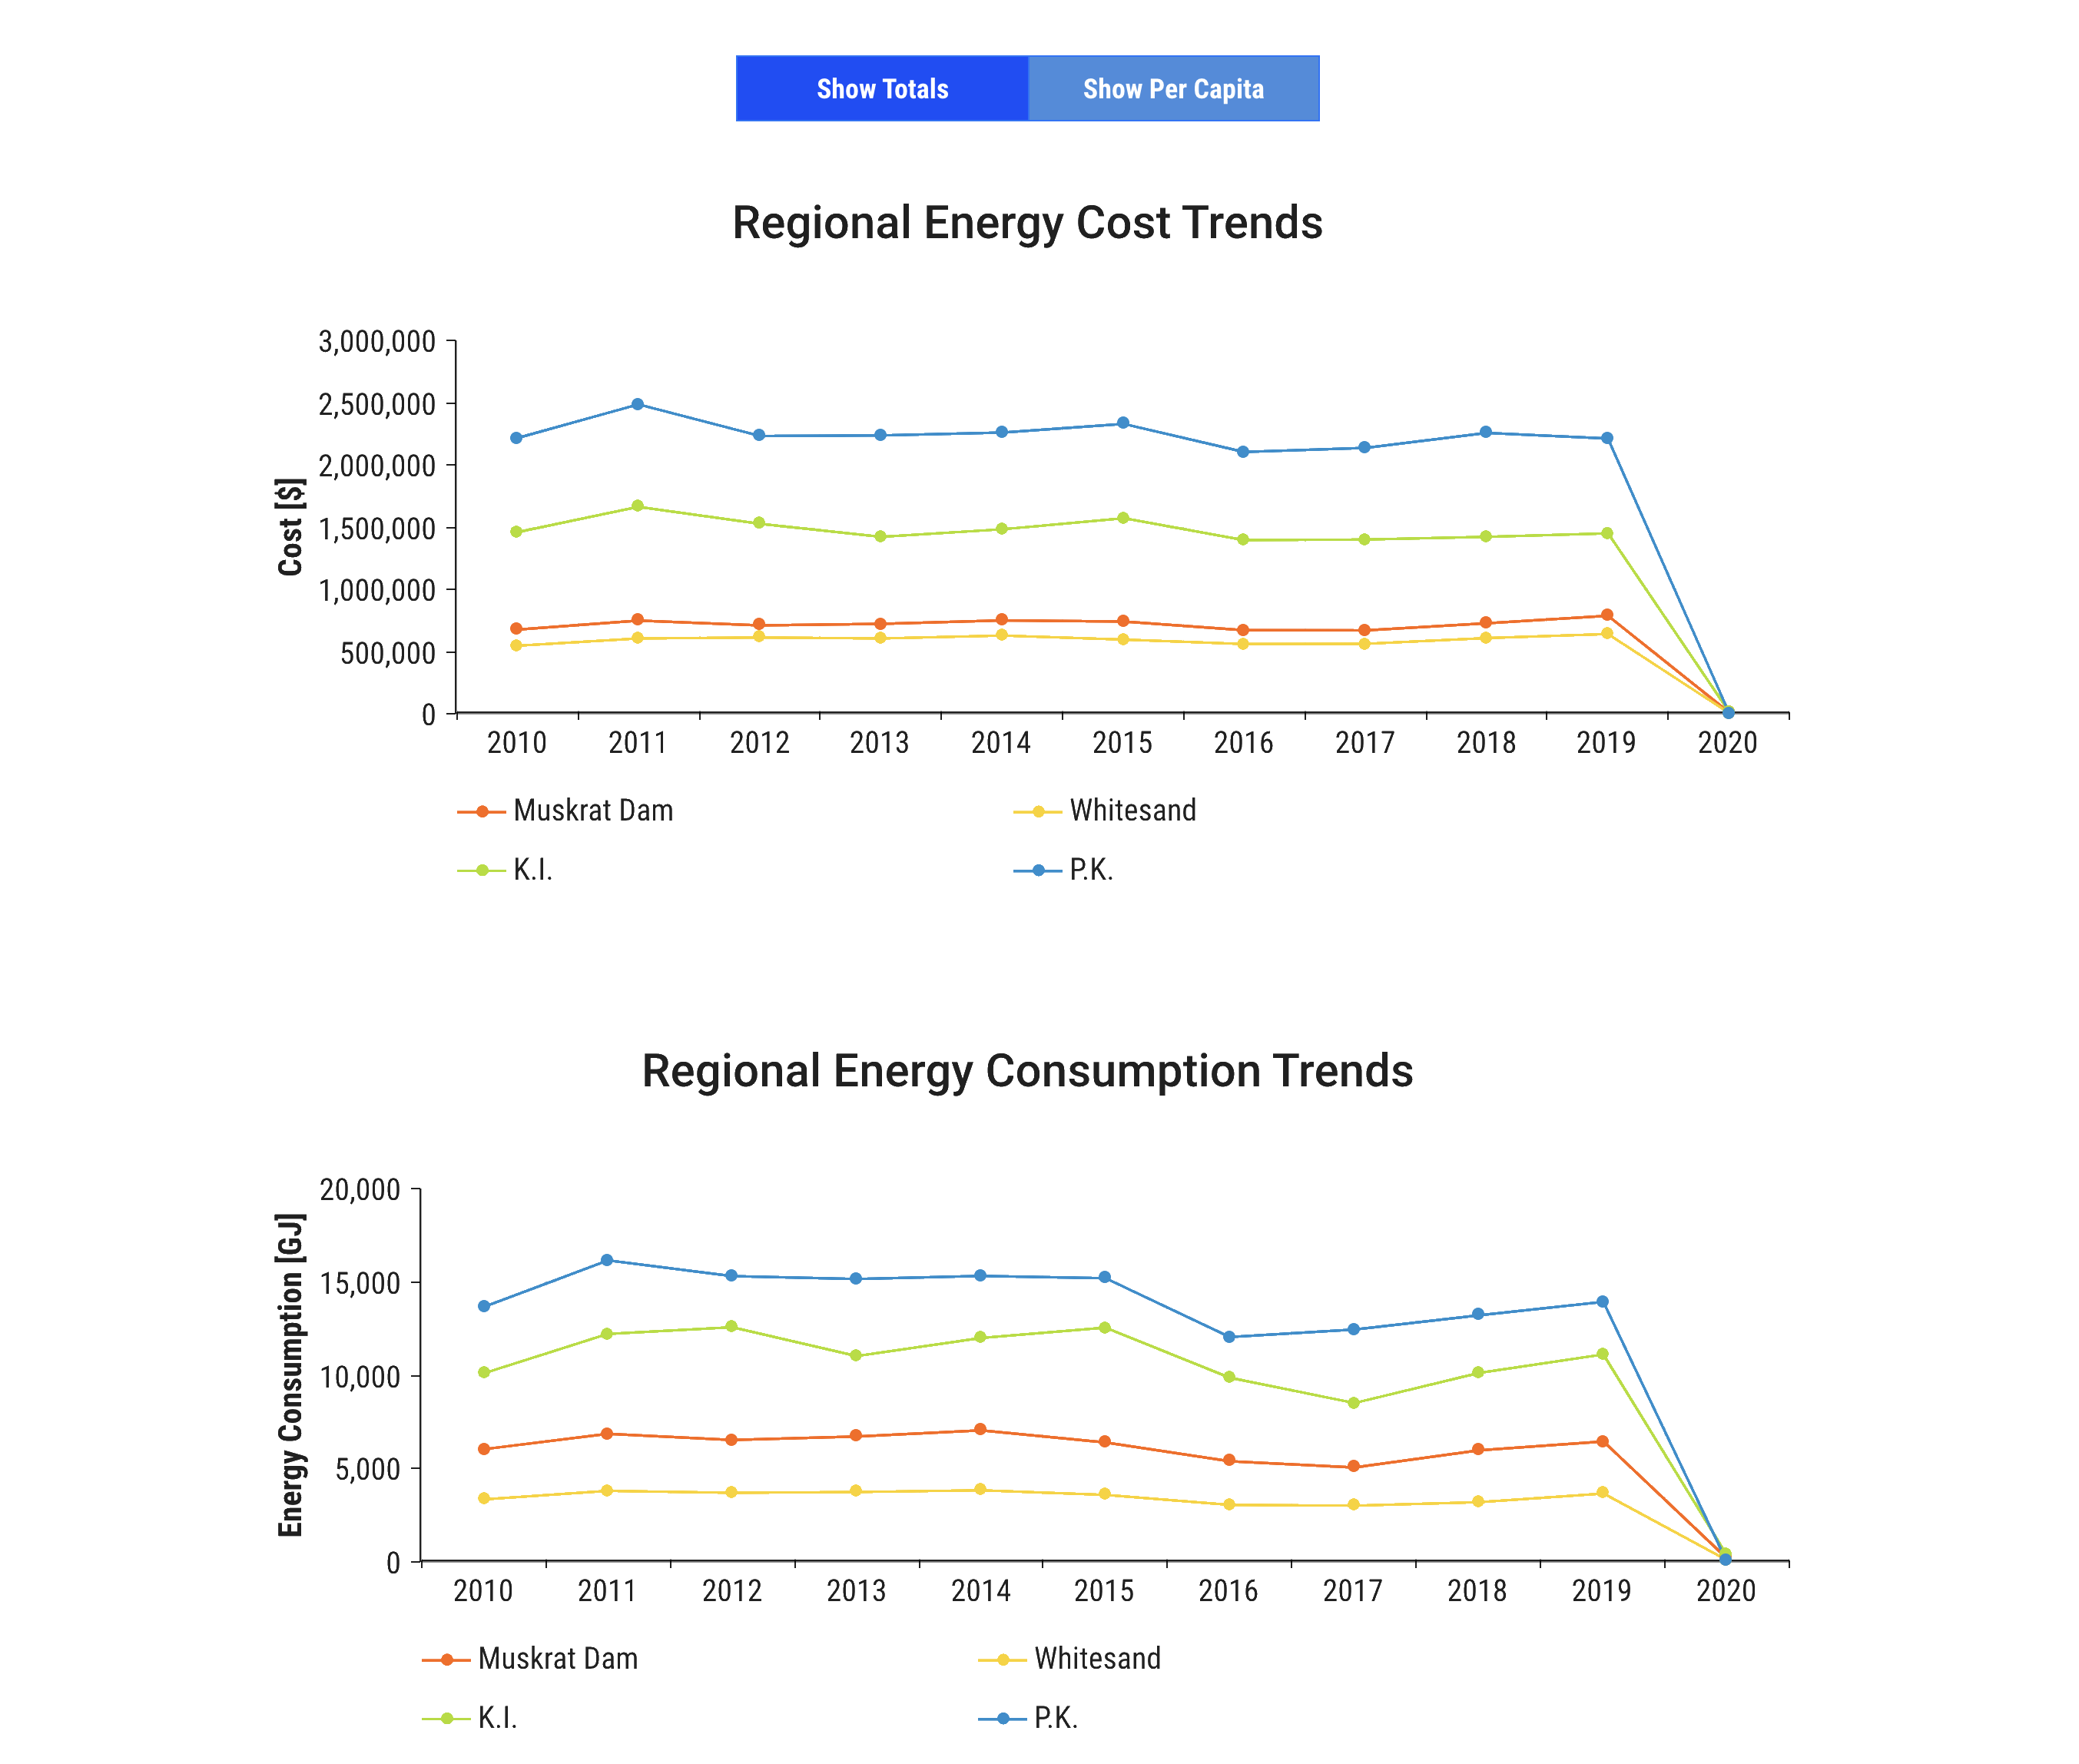 Show Totals Show Per Capita
Regional Energy Cost Trends
3,000,000
2,500,000
2,000,000
1,500,000
1,000,000
500,000
0
Cost [$]
2010 2011 2012 2013 2014 2015 2016 2017 2018 2019 2020
Muskrat Dam Whitesand
K.I. P.K.
Regional Energy Consumption Trends
20,000
15,000
10,000
5,000
0
Energy Consumption [GJ]
2010 2011 2012 2013 2014 2015 2016 2017 2018 2019 2020
Muskrat Dam Whitesand
K.I. P.K.